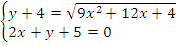 {y + 4 = √(9x² + 12x + 4)
2x + y + 5 = 0